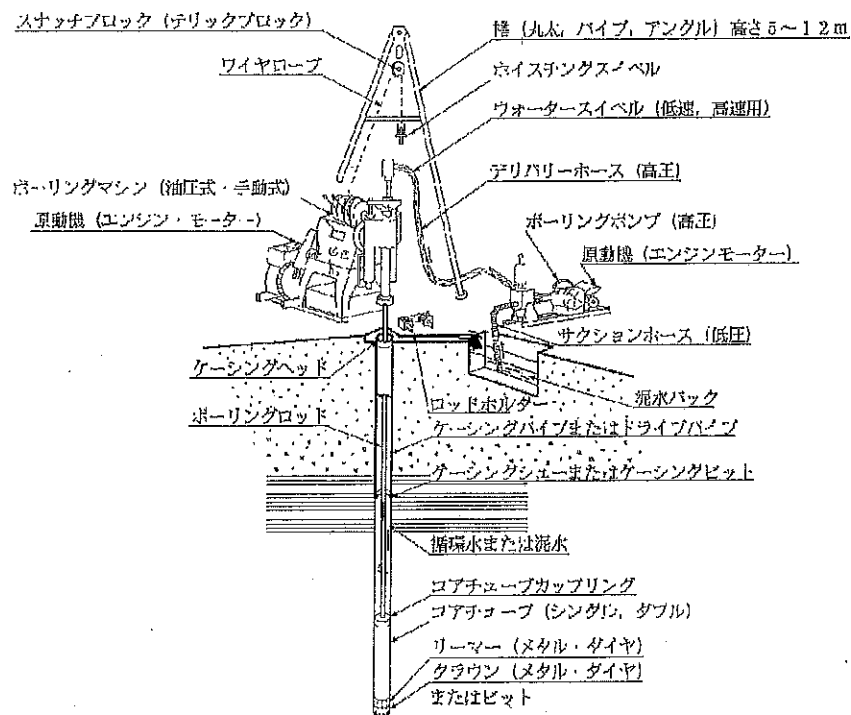 スナッチブロック (デリックブロック)
櫓 (丸太, パイプ, アングル) 高さ5～12m
ワイヤロープ
ホイスチングスイベル
ウォータースイベル (低速, 高速用)
デリバリーホース (高圧)
ボーリングマシン (油圧式・手動式)
原動機 (エンジン・モーター)
ボーリングポンプ (高圧)
原動機 (エンジンモーター)
サクションホース (低圧)
ケーシングヘッド
ロッドホルダー
泥水バック
ボーリングロッド
ケーシングパイプまたはドライブパイプ
ケーシングシューまたはケーシングビット
循環水または泥水
コアチューブカップリング
コアチューブ (シングル, ダブル)
リーマー (メタル・ダイヤ)
クラウン (メタル・ダイヤ)
またはビット